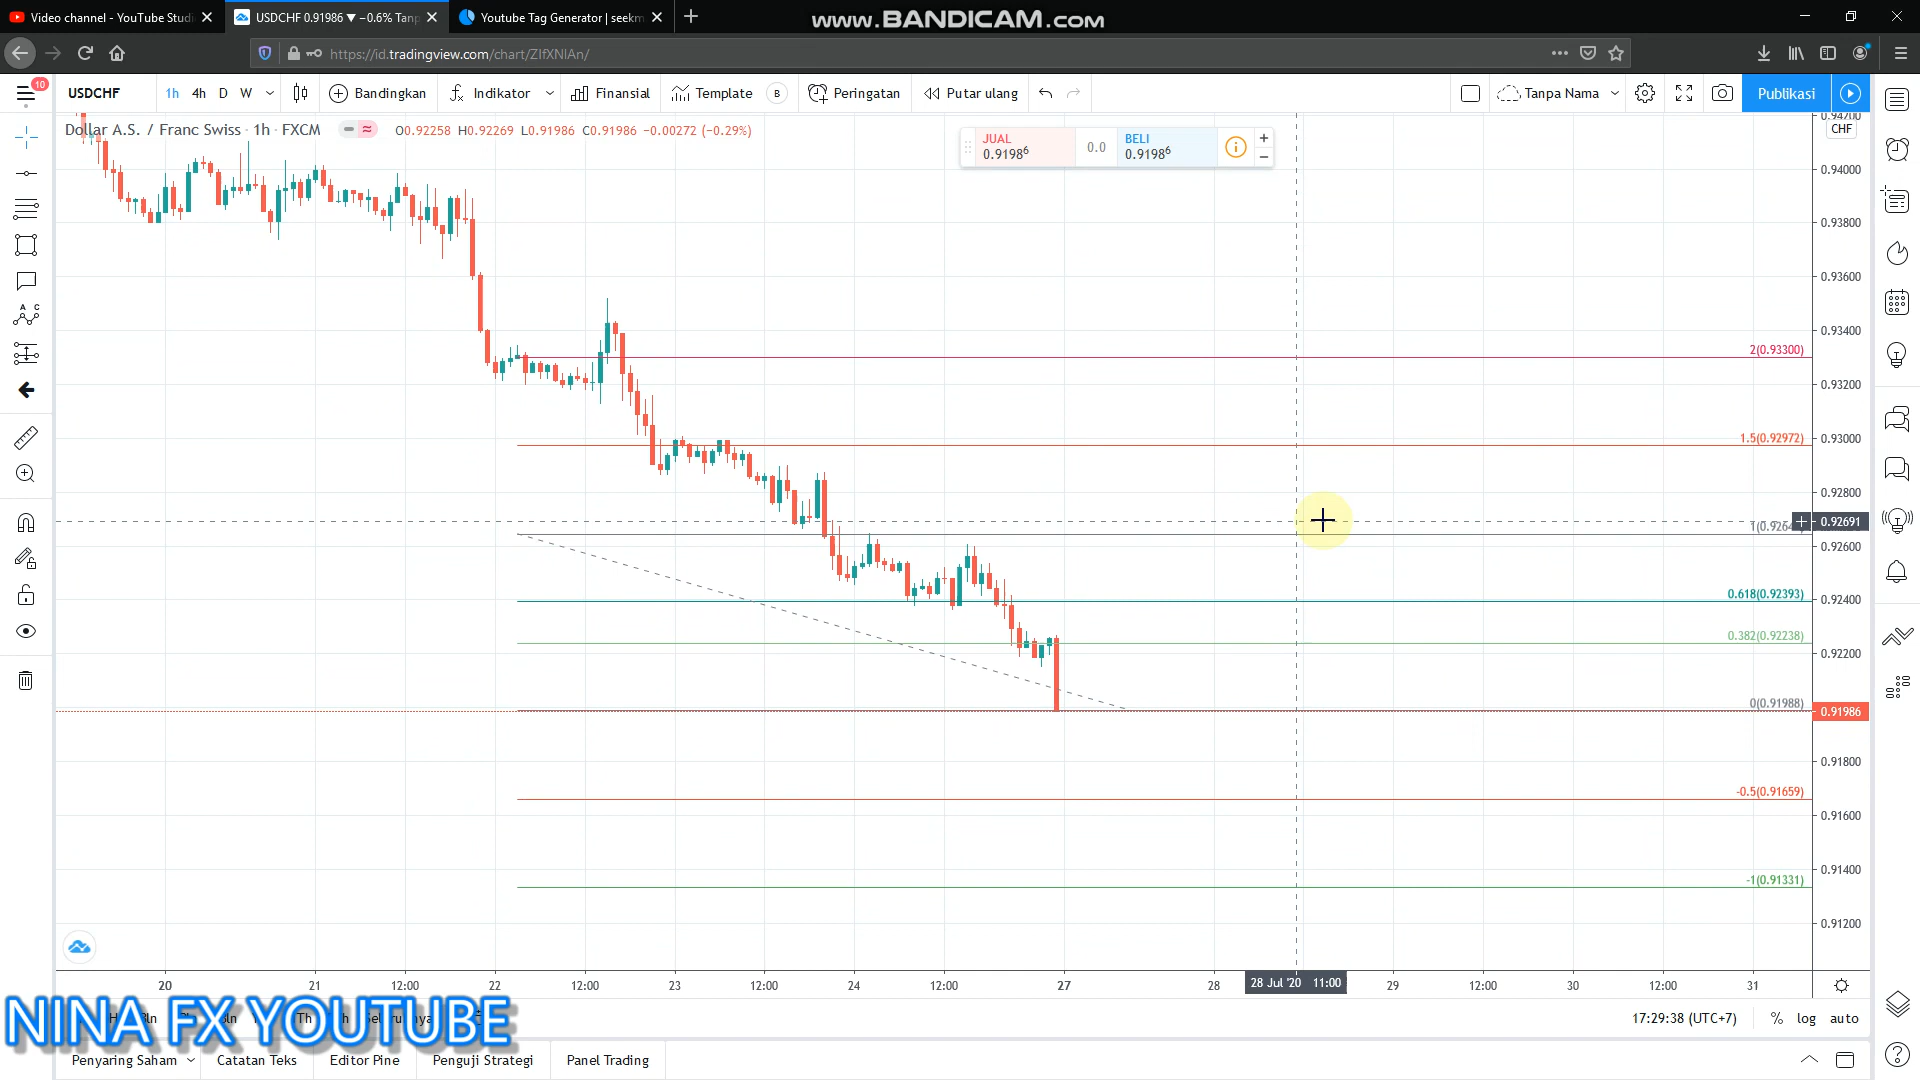 Video channel - YouTube Studi
USDCHF 0.91986 ▼ −0.6% Tanp
Youtube Tag Generator | seekm
www.BANDICAM.com
https://id.tradingview.com/chart/ZIfXNIAn/
10
USDCHF
1h 4h D W
Bandingkan
Indikator
Finansial
Template
B
Peringatan
Putar ulang
Tanpa Nama
Publikasi
Dollar A.S. / Franc Swiss · 1h · FXCM
O0.92258 H0.92269 L0.91986 C0.91986 −0.00272 (−0.29%)
JUAL
0.91986
0.0
BELI
0.91986
0.94200
CHF
0.94000
0.93800
0.93600
0.93400
2(0.93300)
0.93200
1.5(0.92972)
0.93000
0.92800
0.92691
1(0.9264
0.92600
0.618(0.92393)
0.92400
0.382(0.92238)
0.92200
0(0.91988)
0.91986
0.91800
-0.5(0.91659)
0.91600
-1(0.91331)
0.91400
0.91200
20 21 12:00 22 12:00 23 12:00 24 12:00 27 28 28 Jul '20 11:00 29 12:00 30 12:00 31
NINA FX YOUTUBE
17:29:38 (UTC+7)
% log auto
Penyaring Saham
Catatan Teks
Editor Pine
Penguji Strategi
Panel Trading